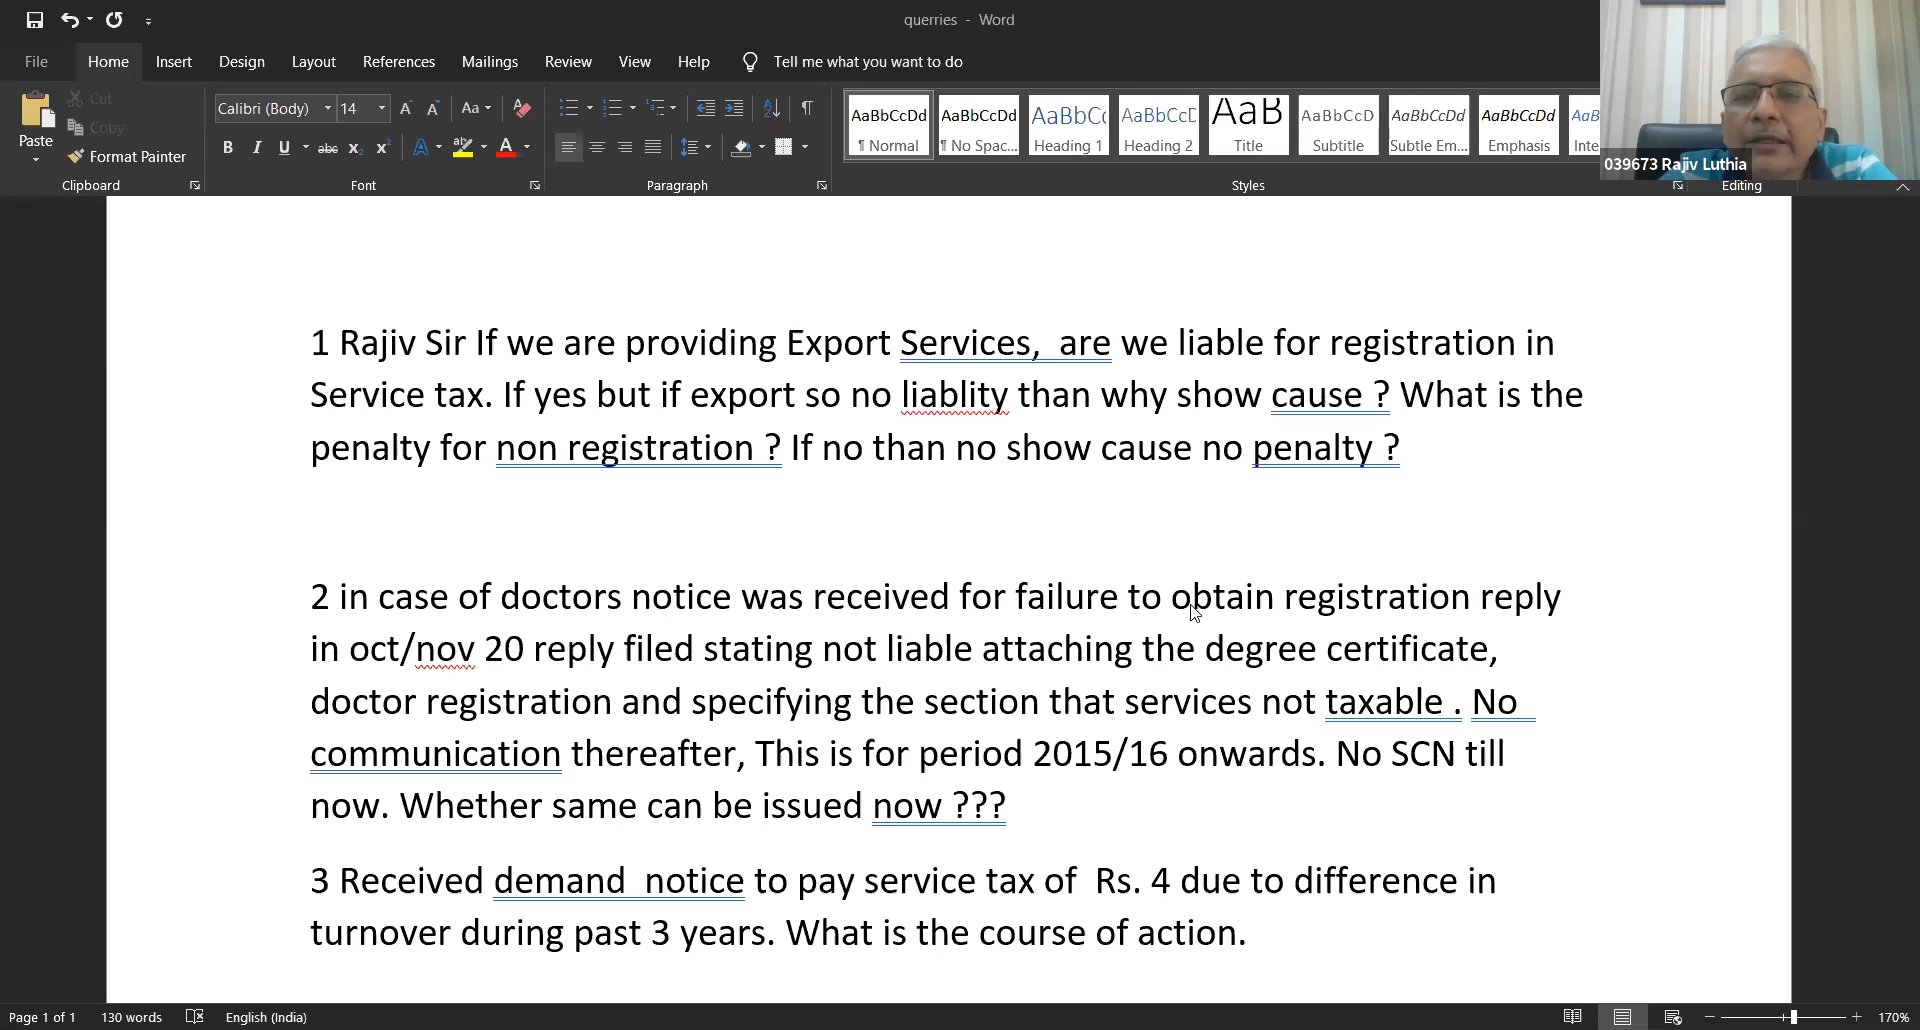 querries - Word
File Home Insert Design Layout References Mailings Review View Help Tell me what you want to do
Paste
Cut
Copy
Format Painter
Clipboard
Calibri (Body) 14
Font
Paragraph
AaBbCcDd AaBbCcDd AaBbCc AaBbCcD AaB AaBbCcD AaBbCcDd AaBbCcDd AaB
¶ Normal ¶ No Spac... Heading 1 Heading 2 Title Subtitle Subtle Em... Emphasis Inte
Styles
Editing
039673 Rajiv Luthia
1 Rajiv Sir If we are providing Export Services,  are we liable for registration in
Service tax. If yes but if export so no liablity than why show cause ? What is the
penalty for non registration ? If no than no show cause no penalty ?
2 in case of doctors notice was received for failure to obtain registration reply
in oct/nov 20 reply filed stating not liable attaching the degree certificate,
doctor registration and specifying the section that services not taxable . No
communication thereafter, This is for period 2015/16 onwards. No SCN till
now. Whether same can be issued now ???
3 Received demand  notice to pay service tax of  Rs. 4 due to difference in
turnover during past 3 years. What is the course of action.
Page 1 of 1 130 words English (India) 170%